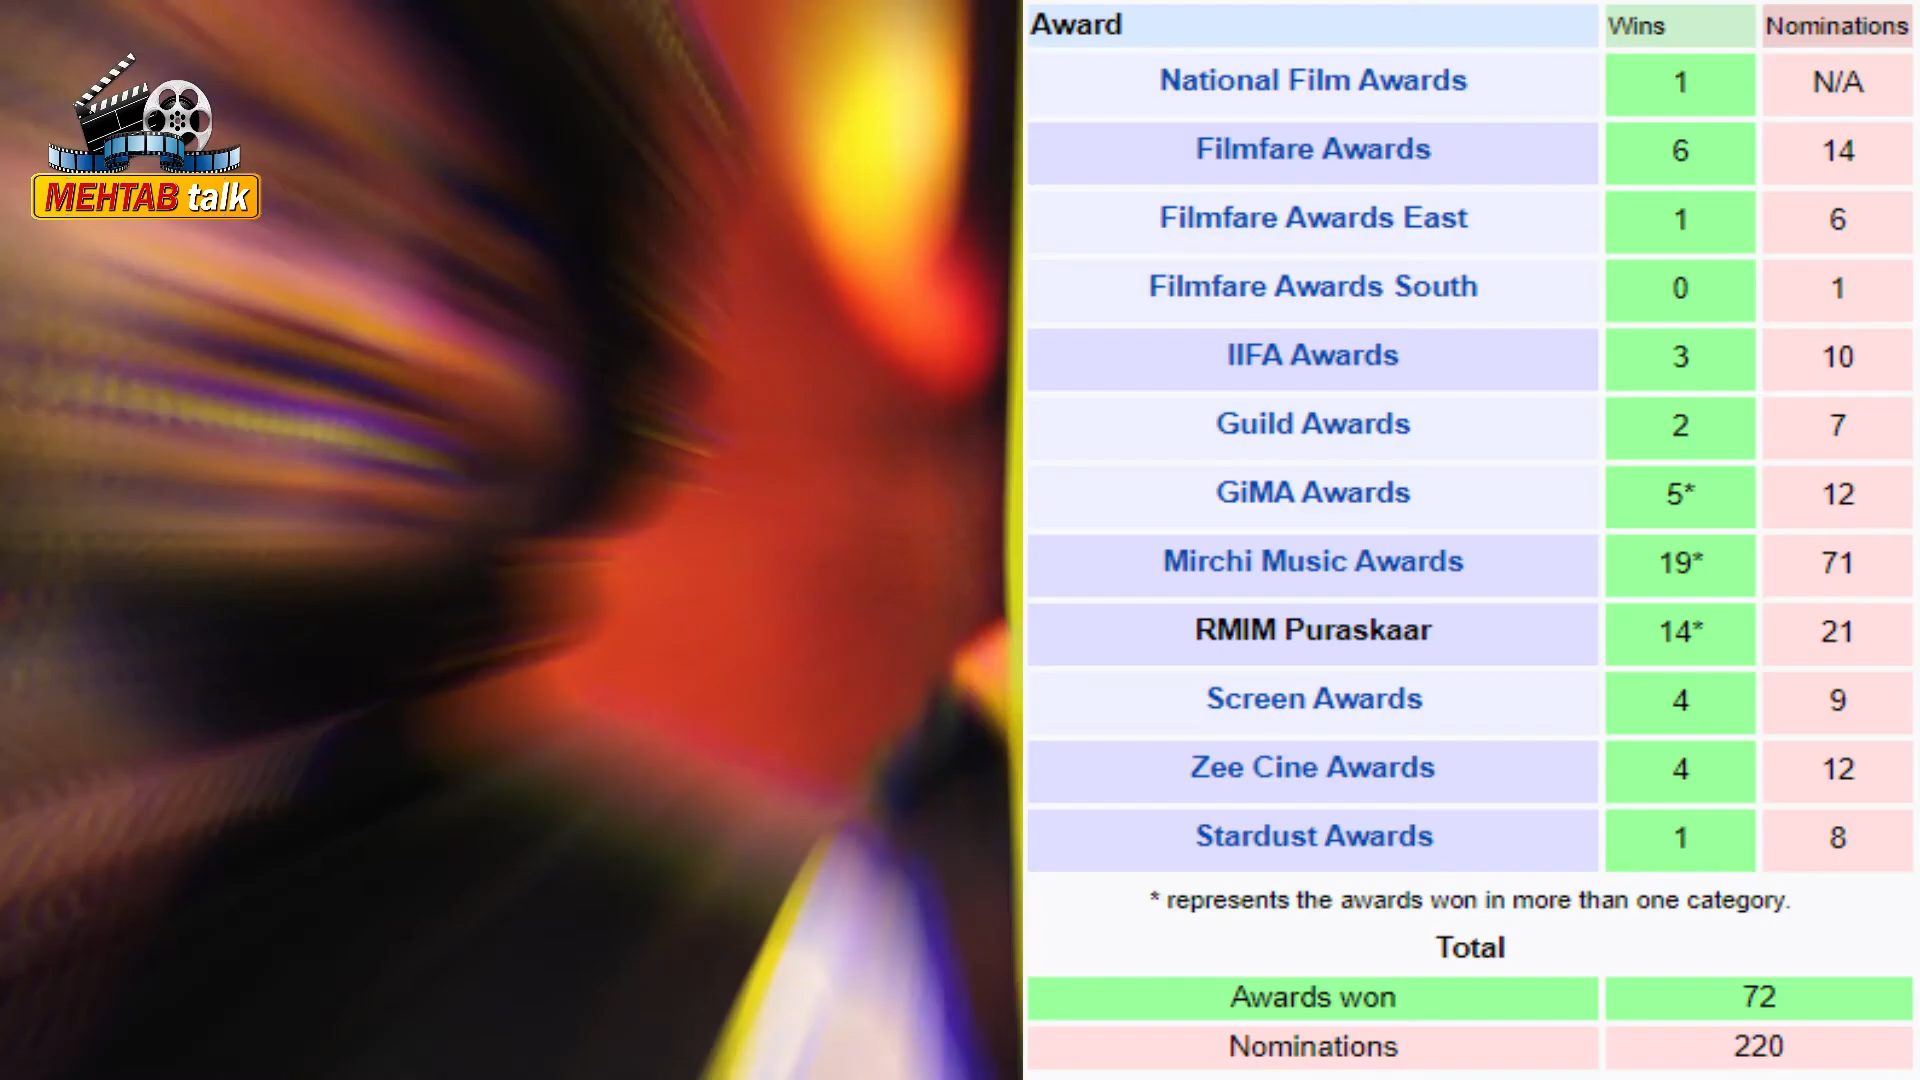 MEHTAB talk
Award Wins Nominations
National Film Awards 1 N/A
Filmfare Awards 6 14
Filmfare Awards East 1 6
Filmfare Awards South 0 1
IIFA Awards 3 10
Guild Awards 2 7
GiMA Awards 5* 12
Mirchi Music Awards 19* 71
RMIM Puraskaar 14* 21
Screen Awards 4 9
Zee Cine Awards 4 12
Stardust Awards 1 8
* represents the awards won in more than one category.
Total
Awards won 72
Nominations 220